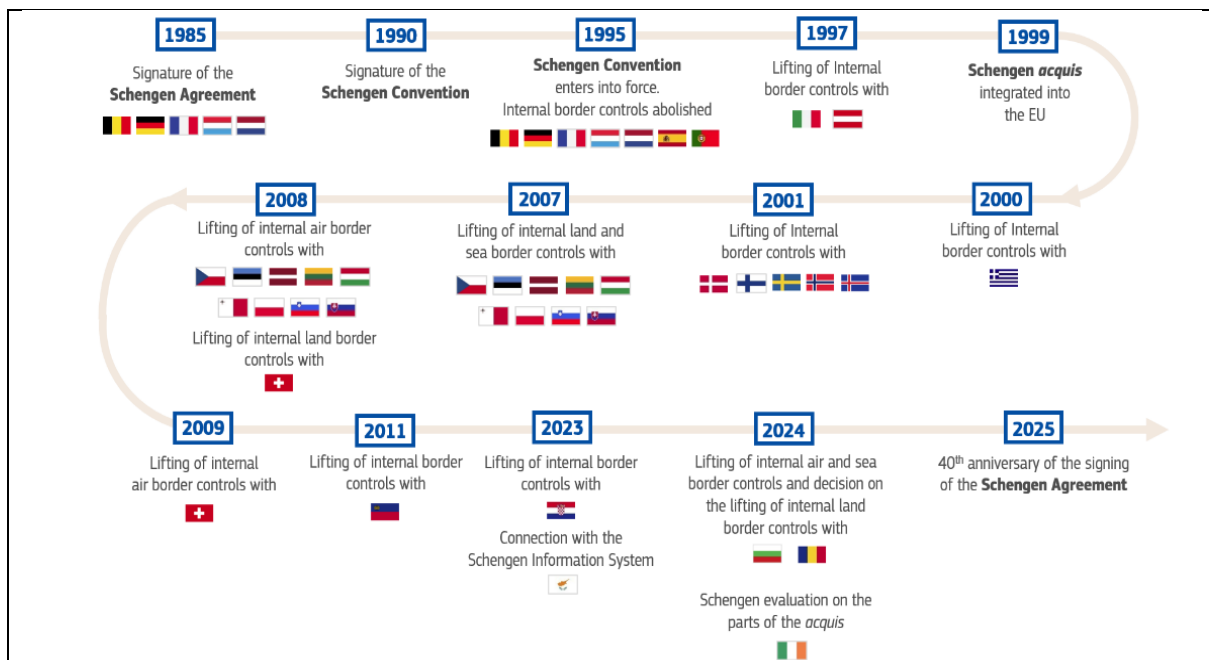 1985
Signature of the
Schengen Agreement
1990
Signature of the
Schengen Convention
1995
Schengen Convention
enters into force.
Internal border controls abolished
1997
Lifting of Internal
border controls with
1999
Schengen acquis
integrated into
the EU
2008
Lifting of internal air border
controls with
Lifting of internal land border
controls with
2007
Lifting of internal land and
sea border controls with
2001
Lifting of Internal
border controls with
2000
Lifting of Internal
border controls with
2009
Lifting of internal
air border controls with
2011
Lifting of internal border
controls with
2023
Lifting of internal border
controls with
Connection with the
Schengen Information System
2024
Lifting of internal air and sea
border controls and decision on
the lifting of internal land
border controls with
Schengen evaluation on the
parts of the acquis
2025
40th anniversary of the signing
of the Schengen Agreement